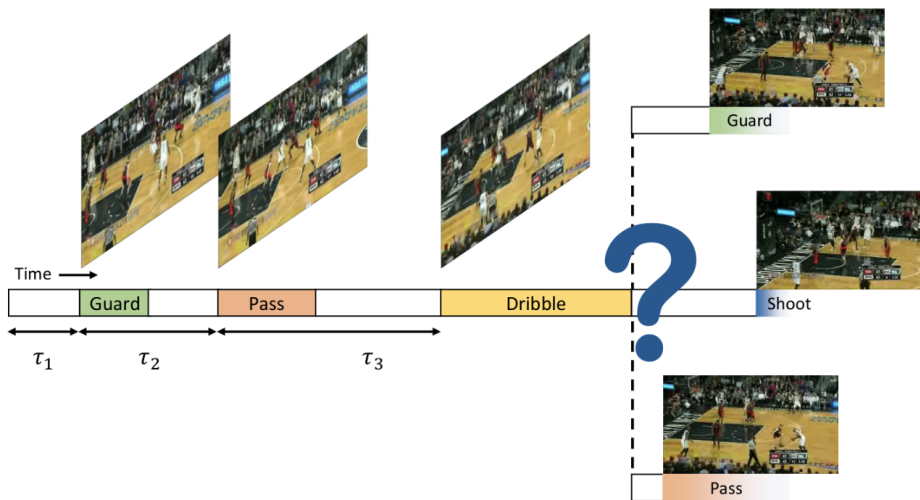 Guard
Time
Guard
Pass
Dribble
?
Shoot
τ₁
τ₂
τ₃
Pass